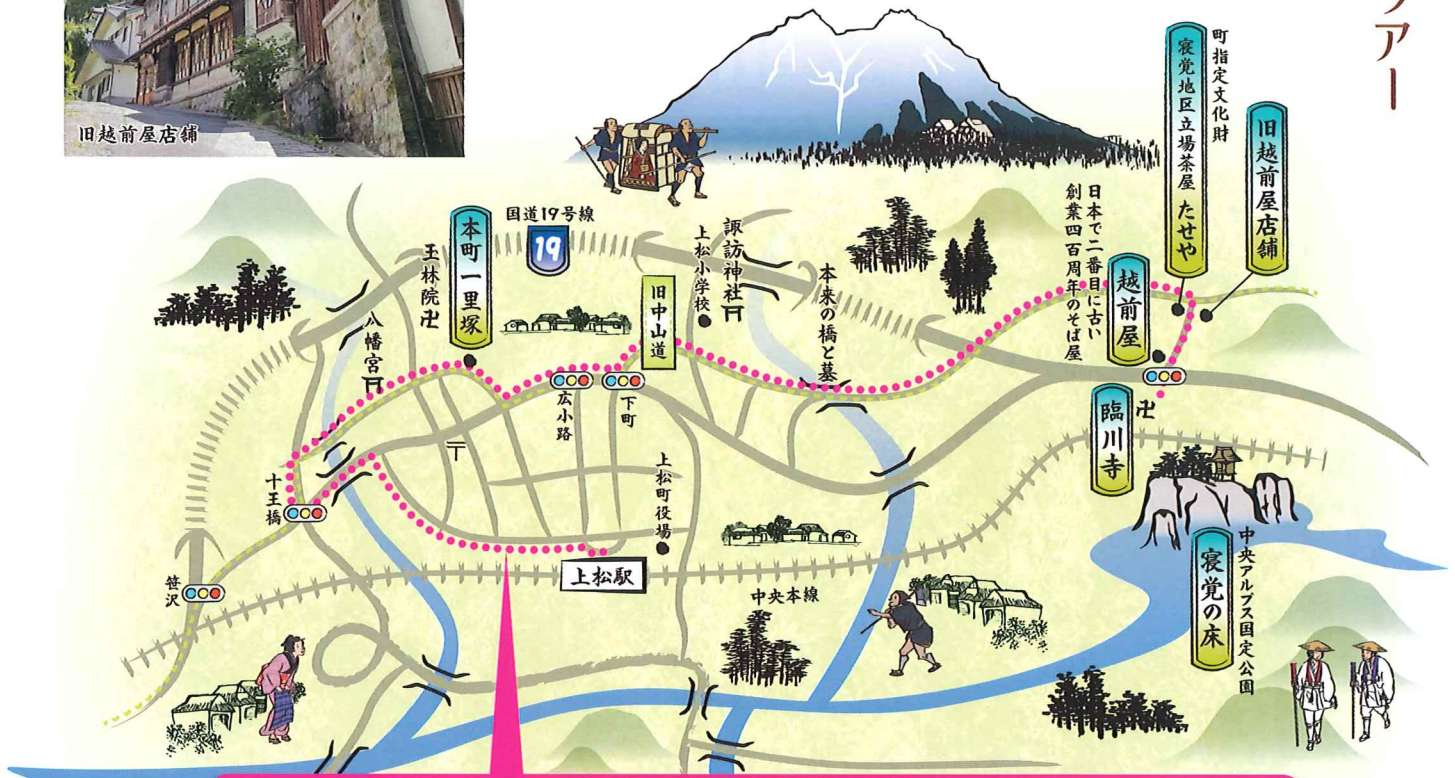 ツアー
旧越前屋店舗
町指定文化財
寝覚地区立場茶屋 たせや
旧越前屋店舗
日本で二番目に古い
創業四百周年のそば屋
越前屋
国道19号線
19
本町一里塚
玉林院卍
八幡宮
旧中山道
上松小学校
諏訪神社
本来の橋と墓
広小路
下町
〒
十王橋
上松町役場
卍
臨川寺
笹沢
上松駅
中央本線
中央アルプス国定公園
寝覚の床